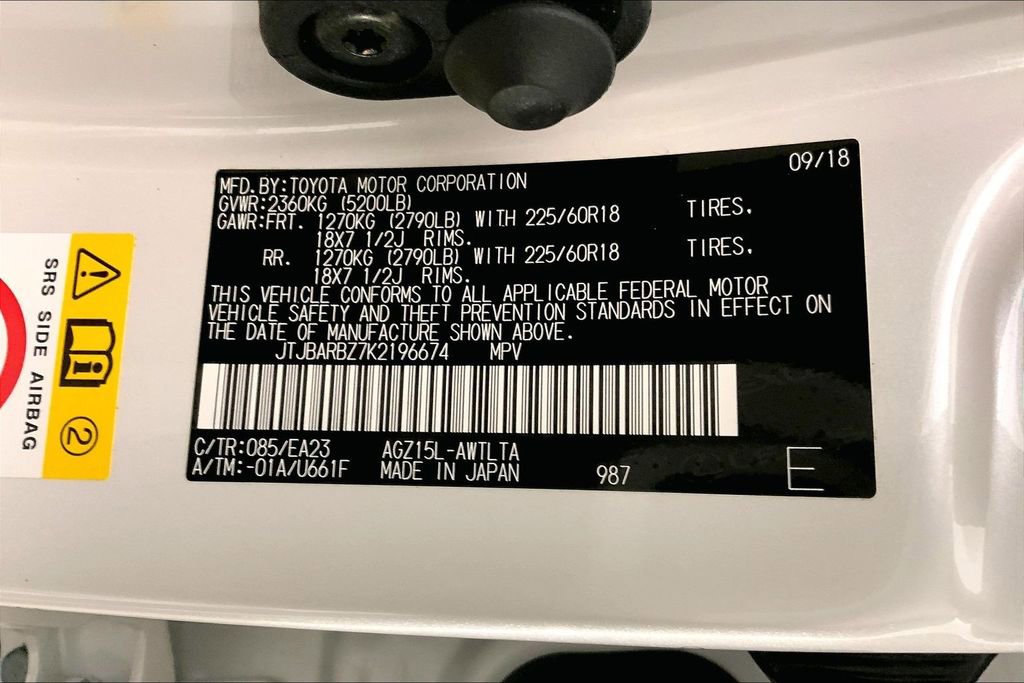 09/18
MFD.BY:TOYOTA MOTOR CORPORATION
GVWR:2360KG (5200LB)
GAWR:FRT. 1270KG (2790LB) WITH 225/60R18 TIRES.
18X7 1/2J RIMS.
RR. 1270KG (2790LB) WITH 225/60R18 TIRES.
18X7 1/2J RIMS.
THIS VEHICLE CONFORMS TO ALL APPLICABLE FEDERAL MOTOR
VEHICLE SAFETY AND THEFT PREVENTION STANDARDS IN EFFECT ON
THE DATE OF MANUFACTURE SHOWN ABOVE.
JTJBARBZ7K2196674 MPV
C/TR:085/EA23 AGZ15L-AWTLTA
A/TM:-01A/U661F MADE IN JAPAN 987 E
SRS SIDE AIRBAG
2